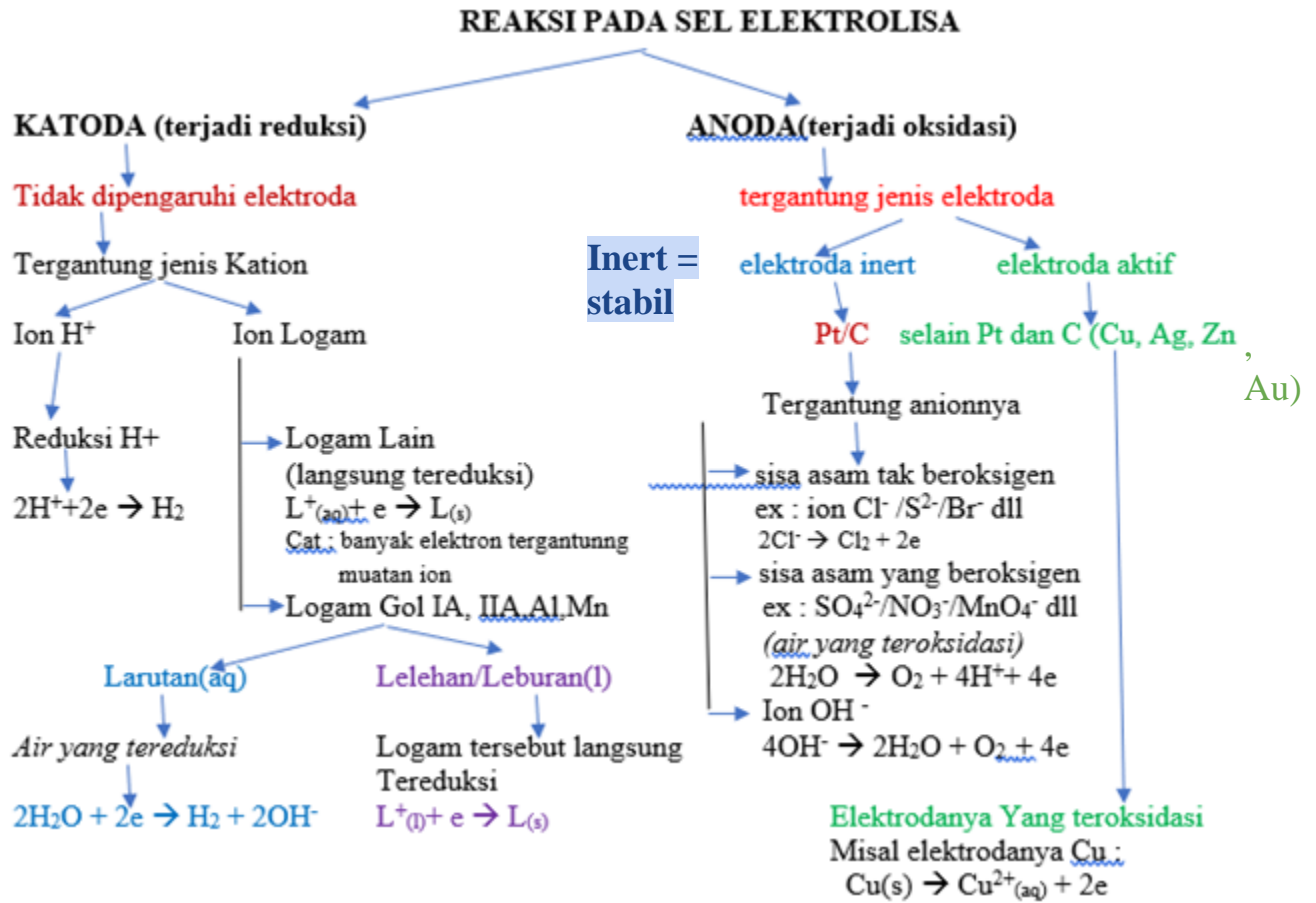 REAKSI PADA SEL ELEKTROLISA
KATODA (terjadi reduksi)
Tidak dipengaruhi elektroda
Tergantung jenis Kation
Ion H⁺
Reduksi H+
2H⁺+2e → H₂
Ion Logam
Logam Lain
(langsung tereduksi)
L⁺(aq)+ e → L(s)
Cat : banyak elektron tergantunng
muatan ion
Logam Gol IA, IIA,Al,Mn
Larutan(aq)
Air yang tereduksi
2H₂O + 2e → H₂ + 2OH⁻
Lelehan/Leburan(l)
Logam tersebut langsung
Tereduksi
L⁺(l)+ e → L(s)
ANODA(terjadi oksidasi)
tergantung jenis elektroda
Inert =
stabil
elektroda inert
Pt/C
Tergantung anionnya
sisa asam tak beroksigen
ex : ion Cl⁻ /S²⁻/Br⁻ dll
2Cl⁻ → Cl₂ + 2e
sisa asam yang beroksigen
ex : SO₄²⁻/NO₃⁻/MnO₄⁻ dll
(air yang teroksidasi)
2H₂O → O₂ + 4H⁺+ 4e
Ion OH ⁻
4OH⁻ → 2H₂O + O₂ + 4e
elektroda aktif
selain Pt dan C (Cu, Ag, Zn
,
Au)
Elektrodanya Yang teroksidasi
Misal elektrodanya Cu :
Cu(s) → Cu²⁺(aq) + 2e